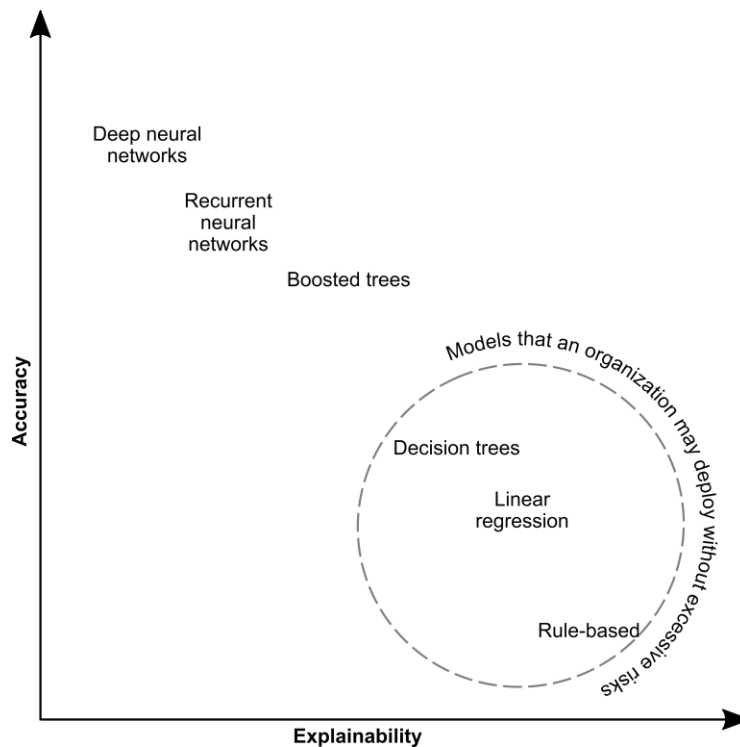 Deep neural
networks
Recurrent
neural
networks
Boosted trees
Models that an organization may deploy without excessive risks
Accuracy
Decision trees
Linear
regression
Rule-based
Explainability